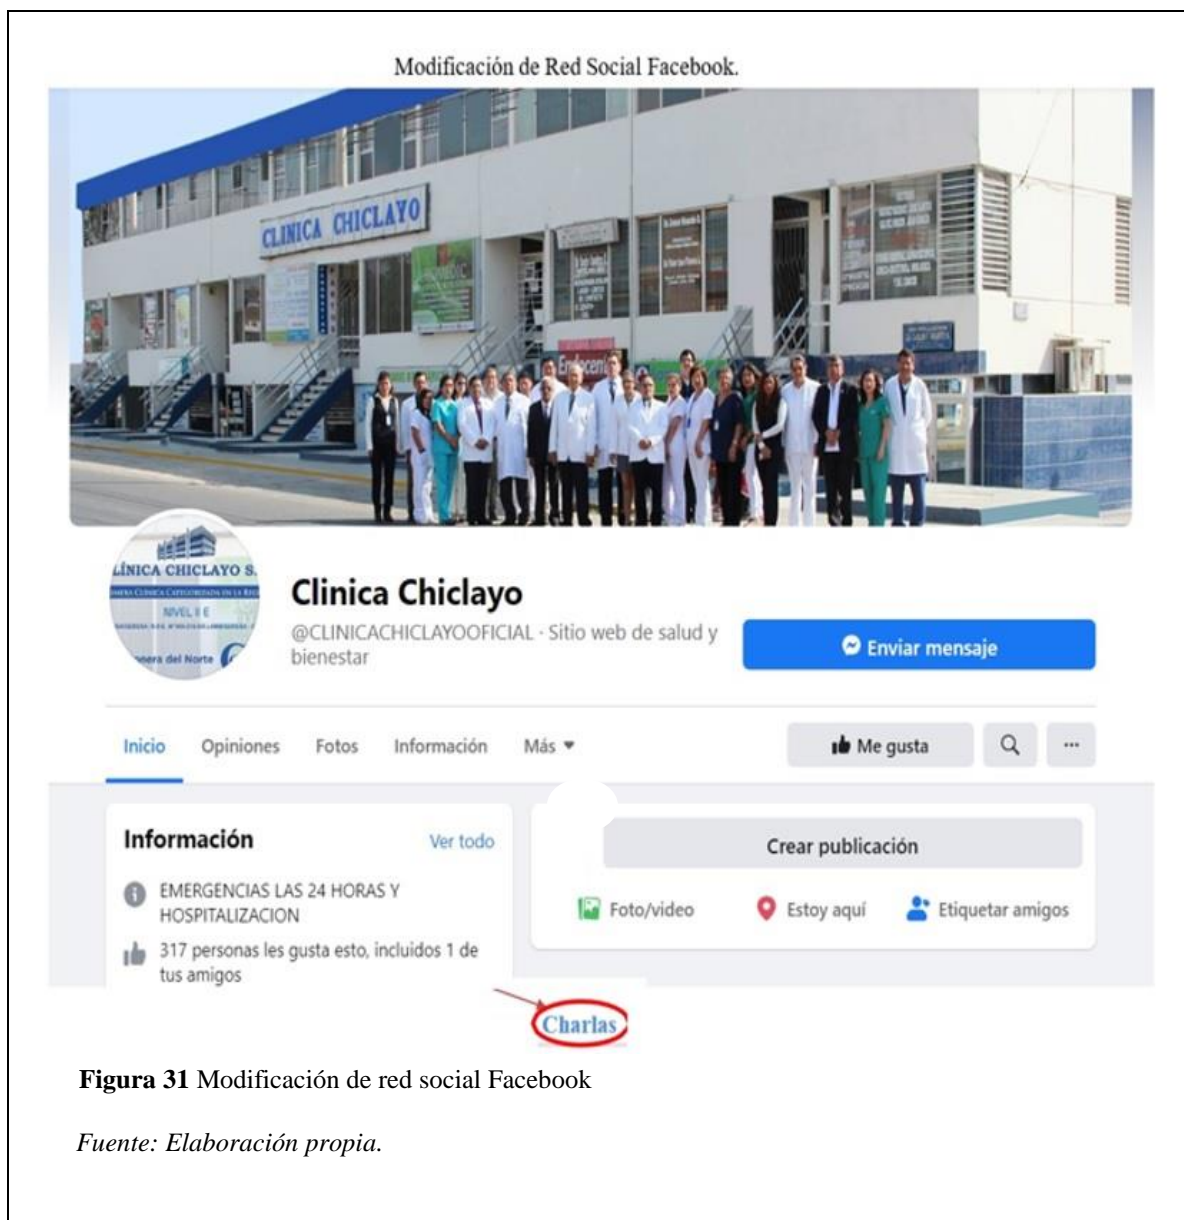 Modificación de Red Social Facebook.
CLINICA CHICLAYO
LÍNICA CHICLAYO S.
NIVEL II E
nera del Norte
Clinica Chiclayo
@CLINICACHICLAYOOFICIAL · Sitio web de salud y
bienestar
Enviar mensaje
Inicio Opiniones Fotos Información Más
Me gusta
Información Ver todo
Crear publicación
EMERGENCIAS LAS 24 HORAS Y
HOSPITALIZACION
Foto/video Estoy aquí Etiquetar amigos
317 personas les gusta esto, incluidos 1 de
tus amigos
Charlas
Figura 31 Modificación de red social Facebook
Fuente: Elaboración propia.